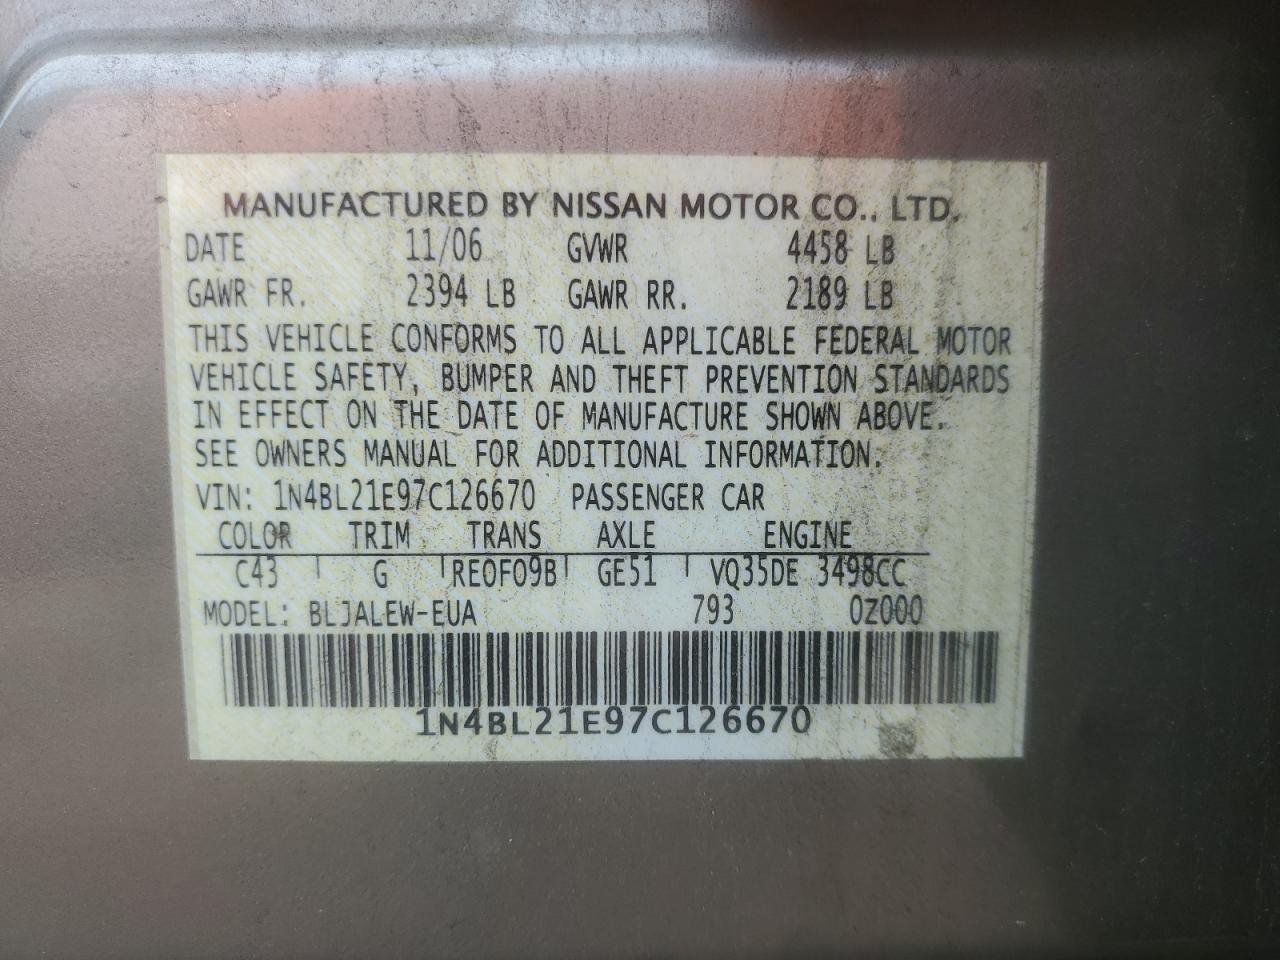 MANUFACTURED BY NISSAN MOTOR CO., LTD.
DATE 11/06 GVWR 4458 LB
GAWR FR. 2394 LB GAWR RR. 2189 LB
THIS VEHICLE CONFORMS TO ALL APPLICABLE FEDERAL MOTOR
VEHICLE SAFETY, BUMPER AND THEFT PREVENTION STANDARDS
IN EFFECT ON THE DATE OF MANUFACTURE SHOWN ABOVE.
SEE OWNERS MANUAL FOR ADDITIONAL INFORMATION.
VIN: 1N4BL21E97C126670 PASSENGER CAR
COLOR TRIM TRANS AXLE ENGINE
C43 G RE0F09B GE51 VQ35DE 3498CC
MODEL: BLJALEW-EUA 793 0Z000
1N4BL21E97C126670